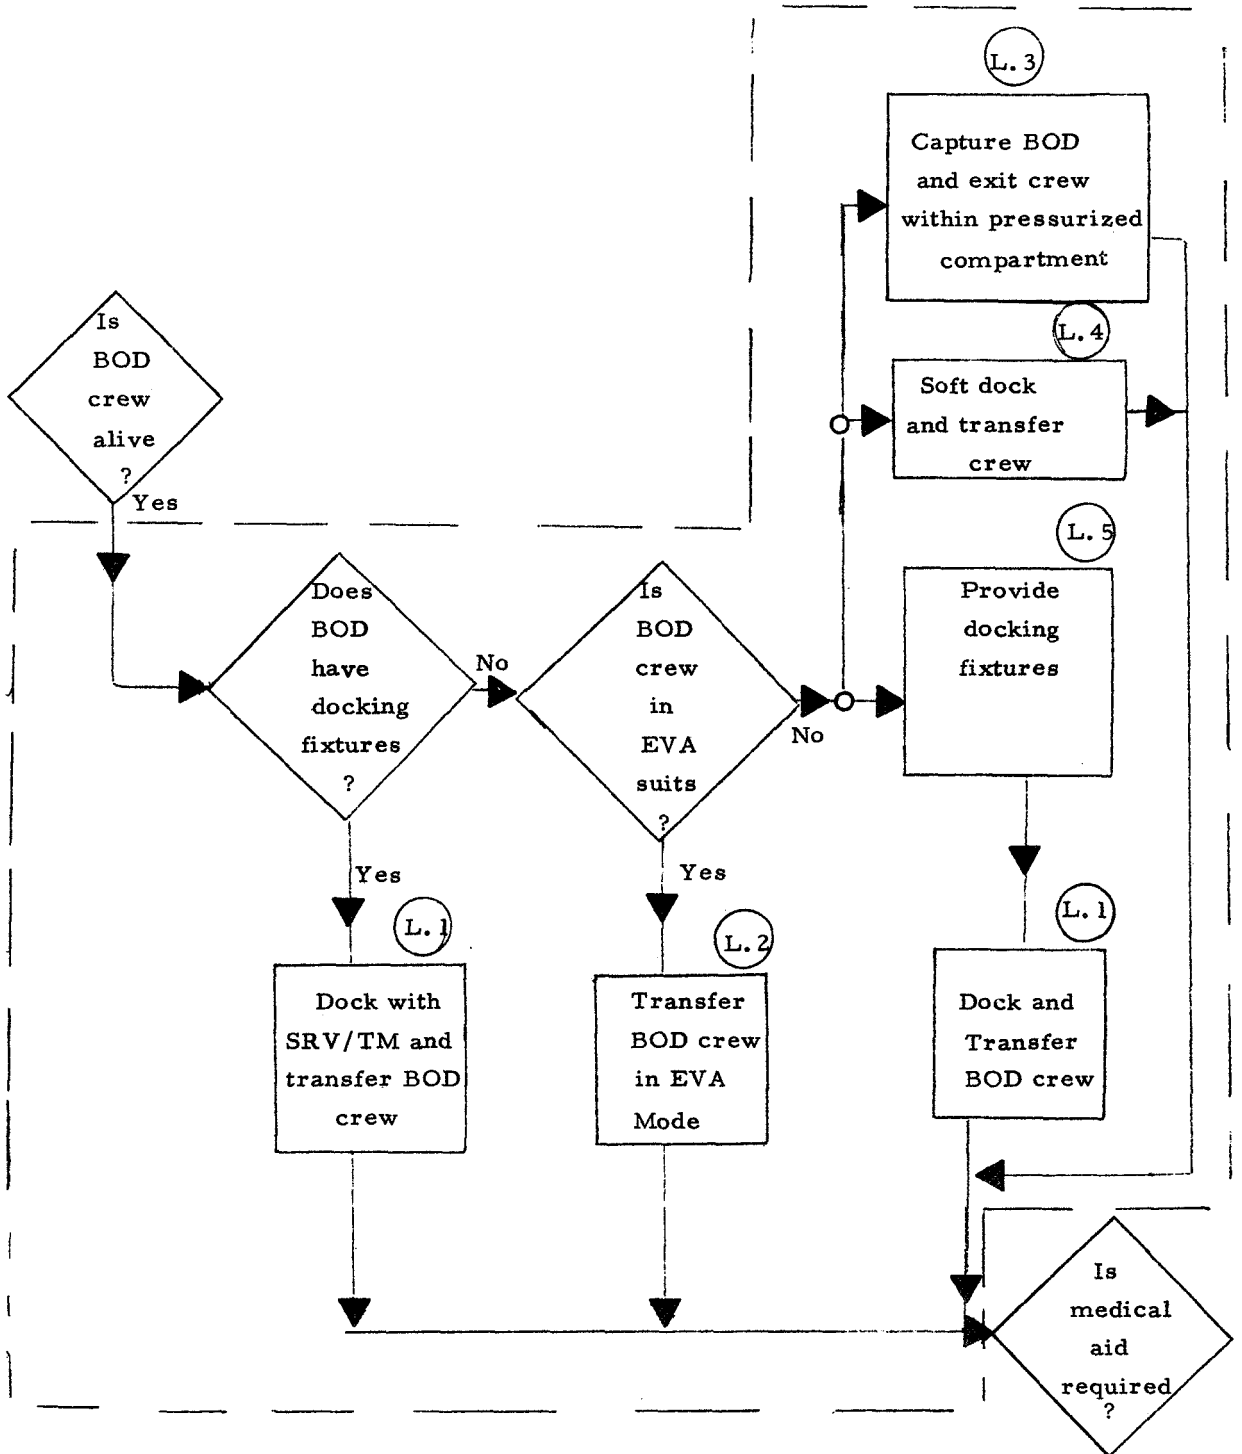 L. 3
Capture BOD
and exit crew
within pressurized
compartment
L. 4
Soft dock
and transfer
crew
Is
BOD
crew
alive
?
Yes
L. 5
Provide
docking
fixtures
Does
BOD
have
docking
fixtures
?
No
Is
BOD
crew
in
EVA
suits
?
No
Yes
Yes
L. 1
Dock with
SRV/TM and
transfer BOD
crew
L. 2
Transfer
BOD crew
in EVA
Mode
L. 1
Dock and
Transfer
BOD crew
Is
medical
aid
required
?